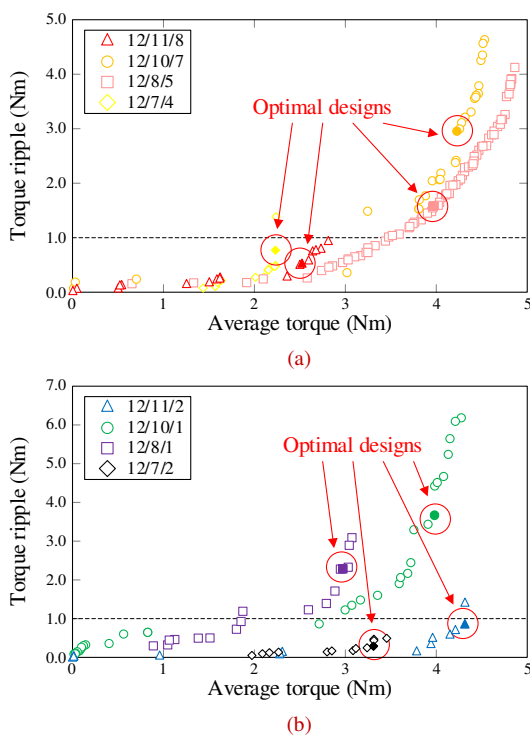 (a)
5.0
4.0
3.0
2.0
1.0
0.0
Torque ripple (Nm)
12/11/8
12/10/7
12/8/5
12/7/4
Optimal designs
0 1 2 3 4 5
Average torque (Nm)
(a)
7.0
6.0
5.0
4.0
3.0
2.0
1.0
0.0
Torque ripple (Nm)
12/11/2
12/10/1
12/8/1
12/7/2
Optimal designs
0 1 2 3 4 5
Average torque (Nm)
(b)